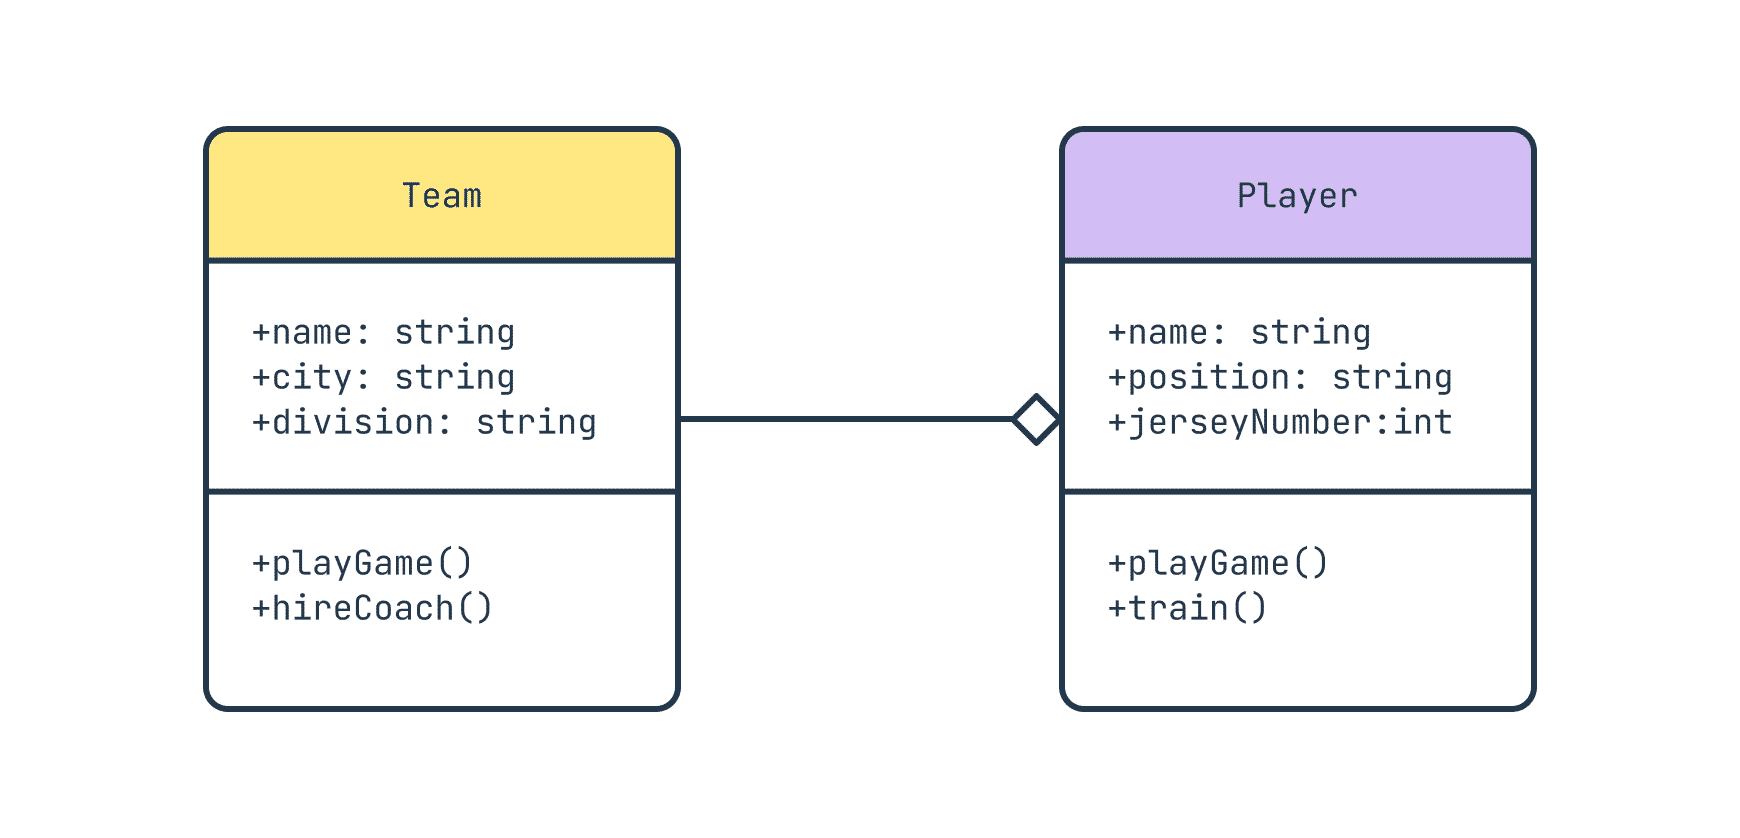 Team
+name: string
+city: string
+division: string
+playGame()
+hireCoach()
Player
+name: string
+position: string
+jerseyNumber:int
+playGame()
+train()